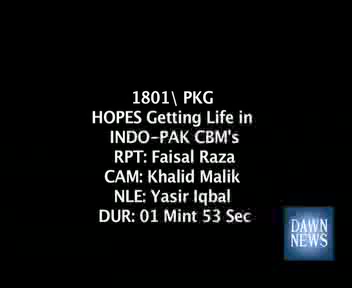 1801\ PKG
HOPES Getting Life in
INDO-PAK CBM's
RPT: Faisal Raza
CAM: Khalid Malik
NLE: Yasir Iqbal
DUR: 01 Mint 53 Sec
DAWN
NEWS